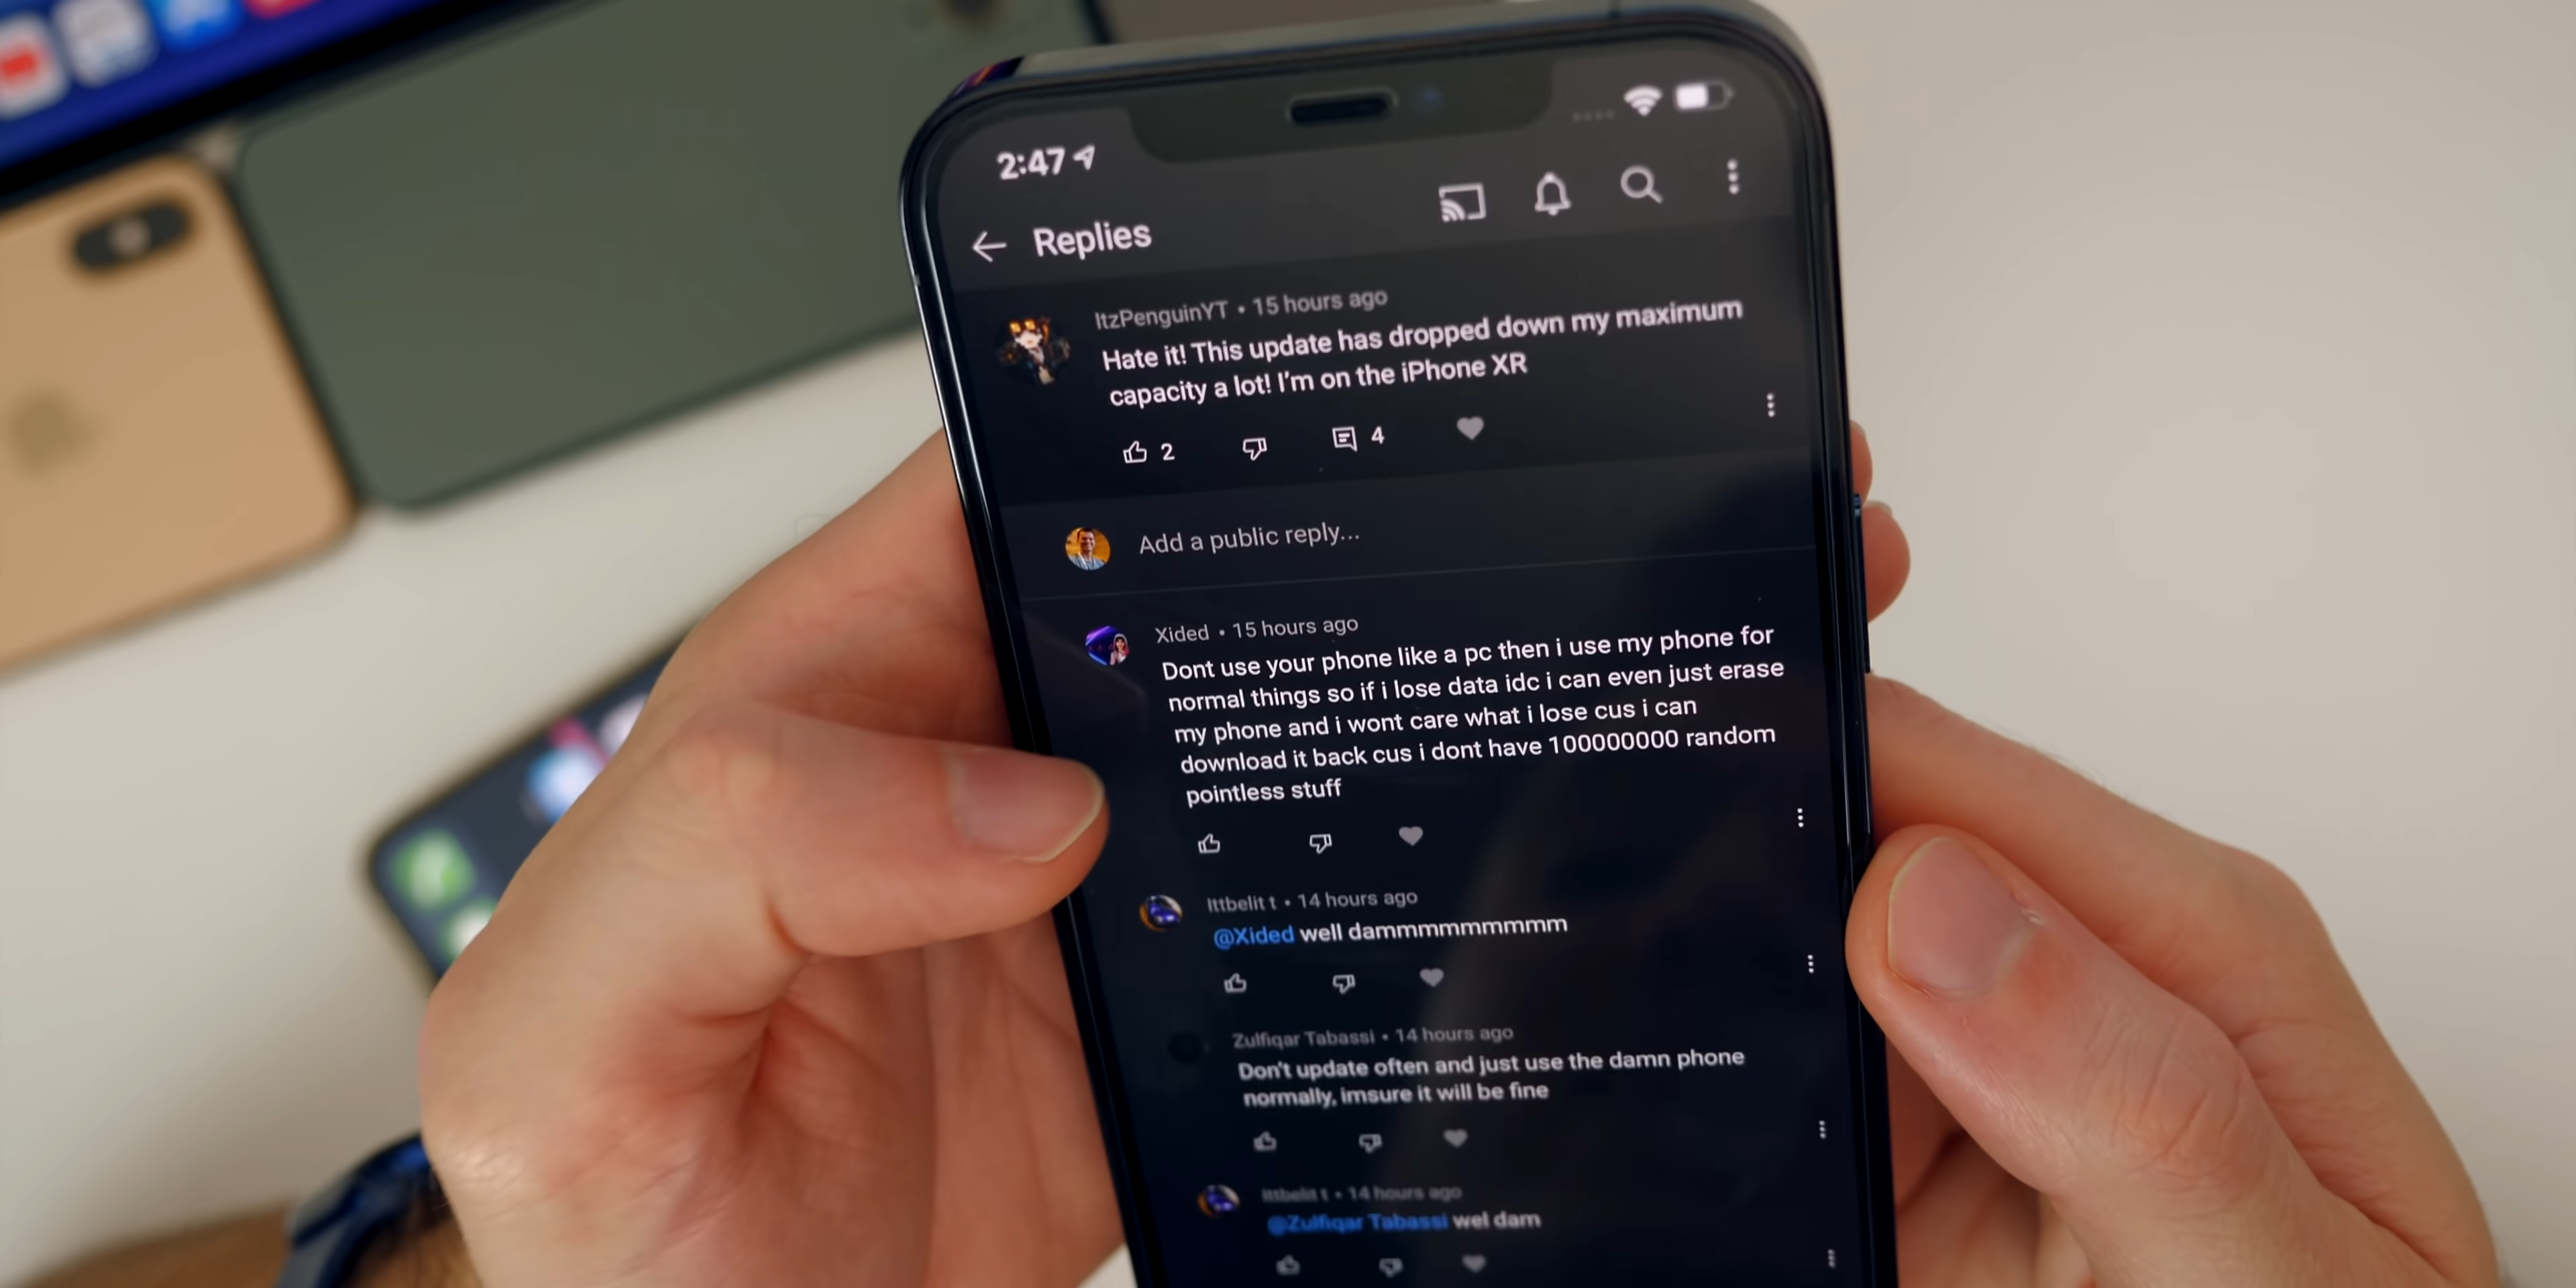 2:47
Replies
ItzPenguinYT • 15 hours ago
Hate it! This update has dropped down my maximum
capacity a lot! I'm on the iPhone XR
2
4
Add a public reply...
Xided • 15 hours ago
Dont use your phone like a pc then i use my phone for
normal things so if i lose data idc i can even just erase
my phone and i wont care what i lose cus i can
download it back cus i dont have 100000000 random
pointless stuff
Ittbelit t • 14 hours ago
@Xided well dammmmmmmmm
Zulfiqar Tabassi • 14 hours ago
Don't update often and just use the damn phone
normally, imsure it will be fine
Ittbelit t • 14 hours ago
@Zulfiqar Tabassi wel dam